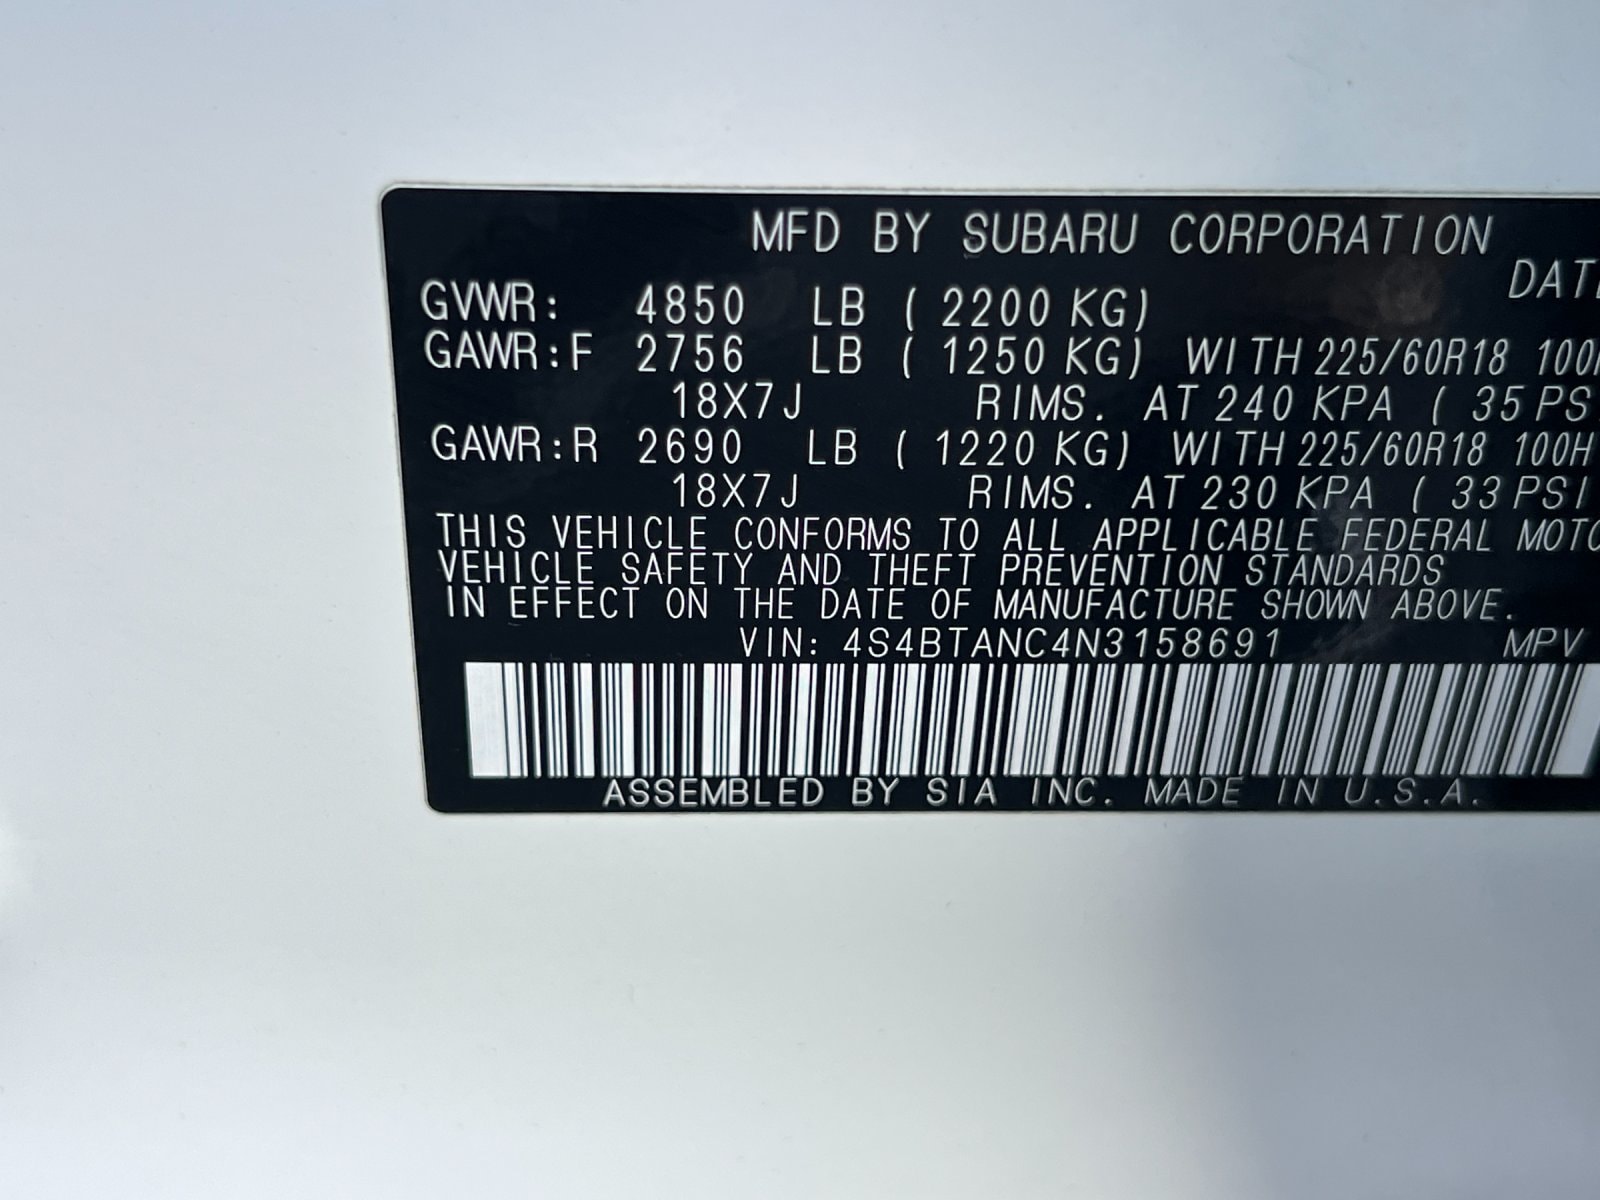 MFD BY SUBARU CORPORATION
DATE
GVWR: 4850 LB ( 2200 KG)
GAWR:F 2756 LB ( 1250 KG) WITH 225/60R18 100H
18X7J RIMS. AT 240 KPA ( 35 PS
GAWR:R 2690 LB ( 1220 KG) WITH 225/60R18 100H
18X7J RIMS. AT 230 KPA ( 33 PSI
THIS VEHICLE CONFORMS TO ALL APPLICABLE FEDERAL MOTO
VEHICLE SAFETY AND THEFT PREVENTION STANDARDS
IN EFFECT ON THE DATE OF MANUFACTURE SHOWN ABOVE.
VIN: 4S4BTANC4N3158691 MPV
ASSEMBLED BY SIA INC. MADE IN U.S.A.